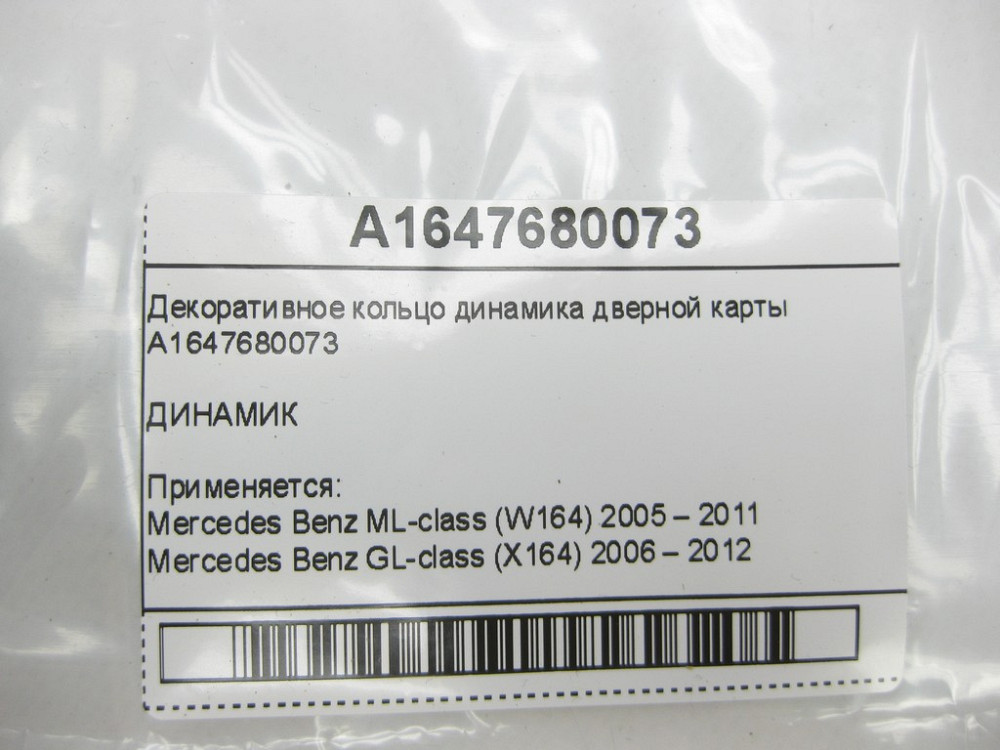 A1647680073
Декоративное кольцо динамика дверной карты
A1647680073
ДИНАМИК
Применяется:
Mercedes Benz ML-class (W164) 2005 – 2011
Mercedes Benz GL-class (X164) 2006 – 2012